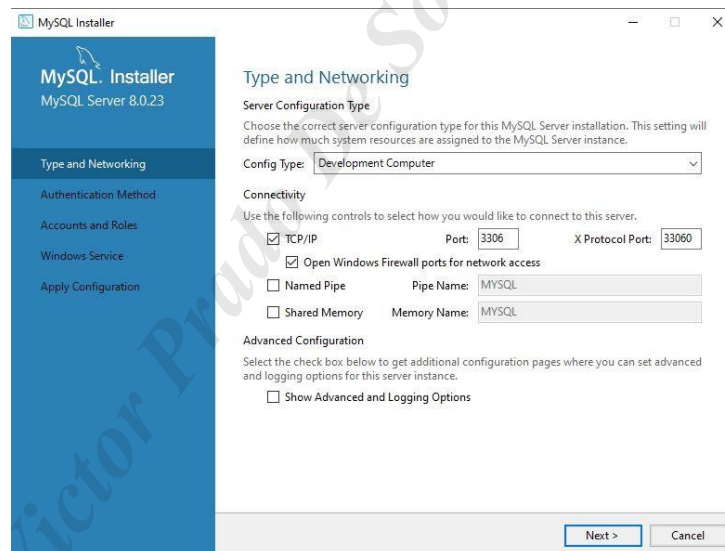 MySQL Installer
MySQL. Installer
MySQL Server 8.0.23
Type and Networking
Authentication Method
Accounts and Roles
Windows Service
Apply Configuration
Type and Networking
Server Configuration Type
Choose the correct server configuration type for this MySQL Server installation. This setting will
define how much system resources are assigned to the MySQL Server instance.
Config Type: Development Computer
Connectivity
Use the following controls to select how you would like to connect to this server.
TCP/IP Port: 3306 X Protocol Port: 33060
Open Windows Firewall ports for network access
Named Pipe Pipe Name: MYSQL
Shared Memory Memory Name: MYSQL
Advanced Configuration
Select the check box below to get additional configuration pages where you can set advanced
and logging options for this server instance.
Show Advanced and Logging Options
Next > Cancel
Victor Prado De